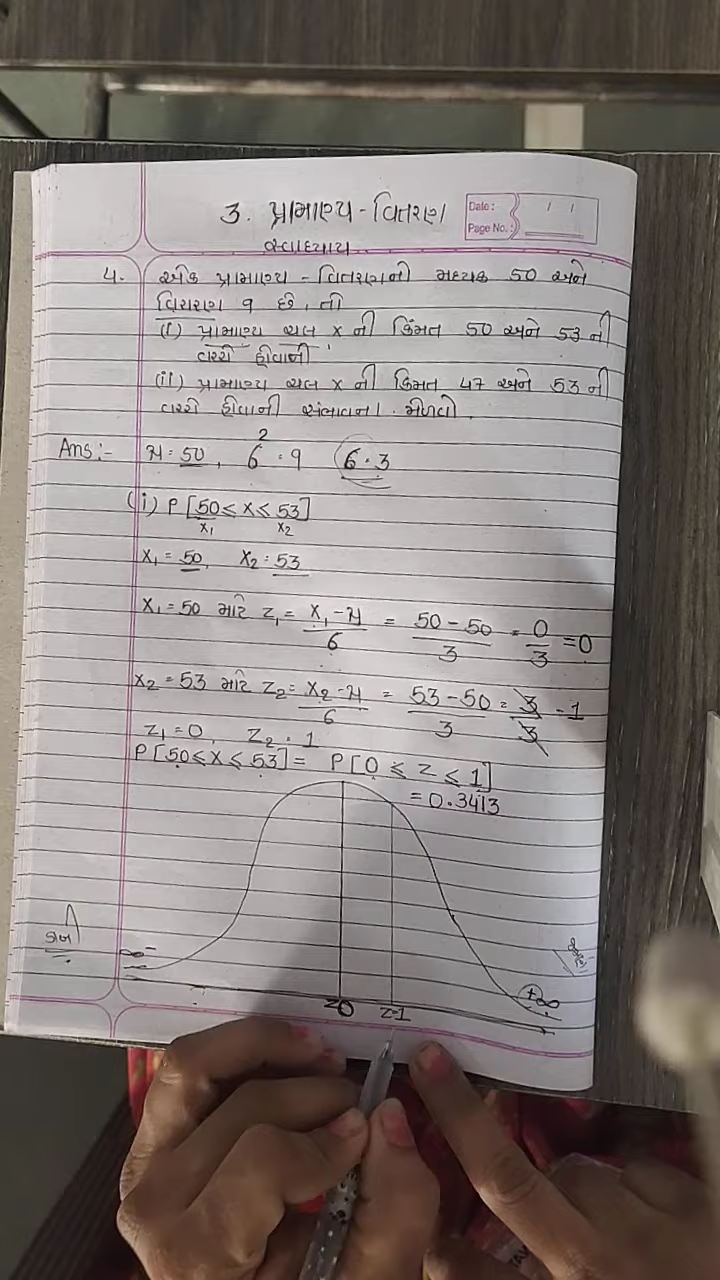 3. પ્રામાણ્ય - વિતરણ
Date: / /
Page No.:
સ્વાધ્યાય
4. એક પ્રામાણ્ય - વિતરણનો મધ્યક 50 અને
વિચરણ 9 છે, તો
(i) પ્રામાણ્ય ચલ x ની કિંમત 50 અને 53 ની
વચ્ચે હોવાની
(ii) પ્રામાણ્ય ચલ x ની કિંમત 47 અને 53 ની
વચ્ચે હોવાની સંભાવના મેળવો.
Ans:- μ = 50, σ² = 9 σ = 3
(i) P [50 ≤ x ≤ 53]
x₁ x₂
x₁ = 50, x₂ = 53
x₁ = 50 માટે z₁ = x₁ - μ / σ = 50 - 50 / 3 = 0 / 3 = 0
x₂ = 53 માટે z₂ = x₂ - μ / σ = 53 - 50 / 3 = 3 / 3 = 1
z₁ = 0, z₂ = 1
P [50 ≤ x ≤ 53] = P [0 ≤ z ≤ 1]
= 0.3413
ડાબી
∞ -
+ ∞
z=0 z=1